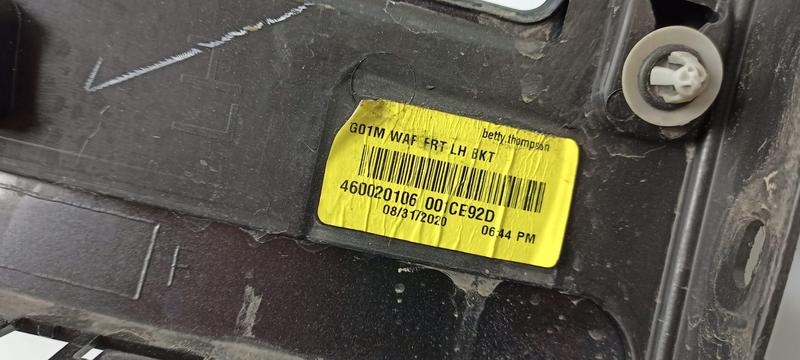 betty.thompson
G01M WAF FRT LH BKT
460020106 001CE92D
08/31/2020 06:44 PM